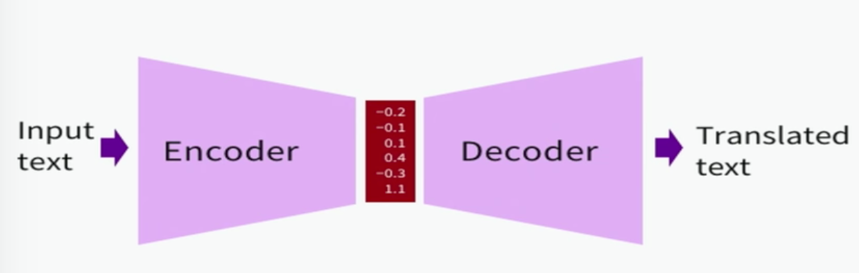 Input
text
Encoder
−0.2
−0.1
0.1
0.4
−0.3
1.1
Decoder
Translated
text